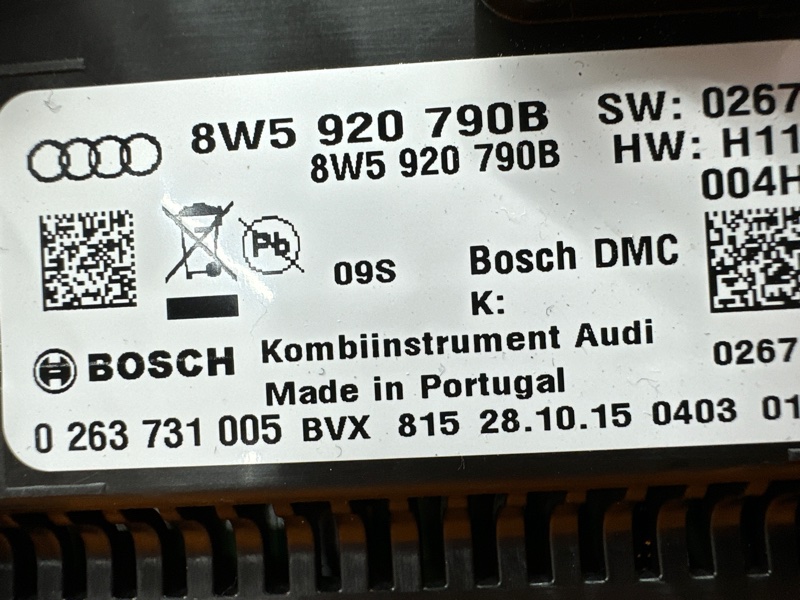 8W5 920 790B SW: 0267
8W5 920 790B HW: H11
004H
Pb
09S
Bosch DMC
K:
BOSCH
Kombiinstrument Audi
Made in Portugal
0267
0 263 731 005 BVX 815 28.10.15 0403 01